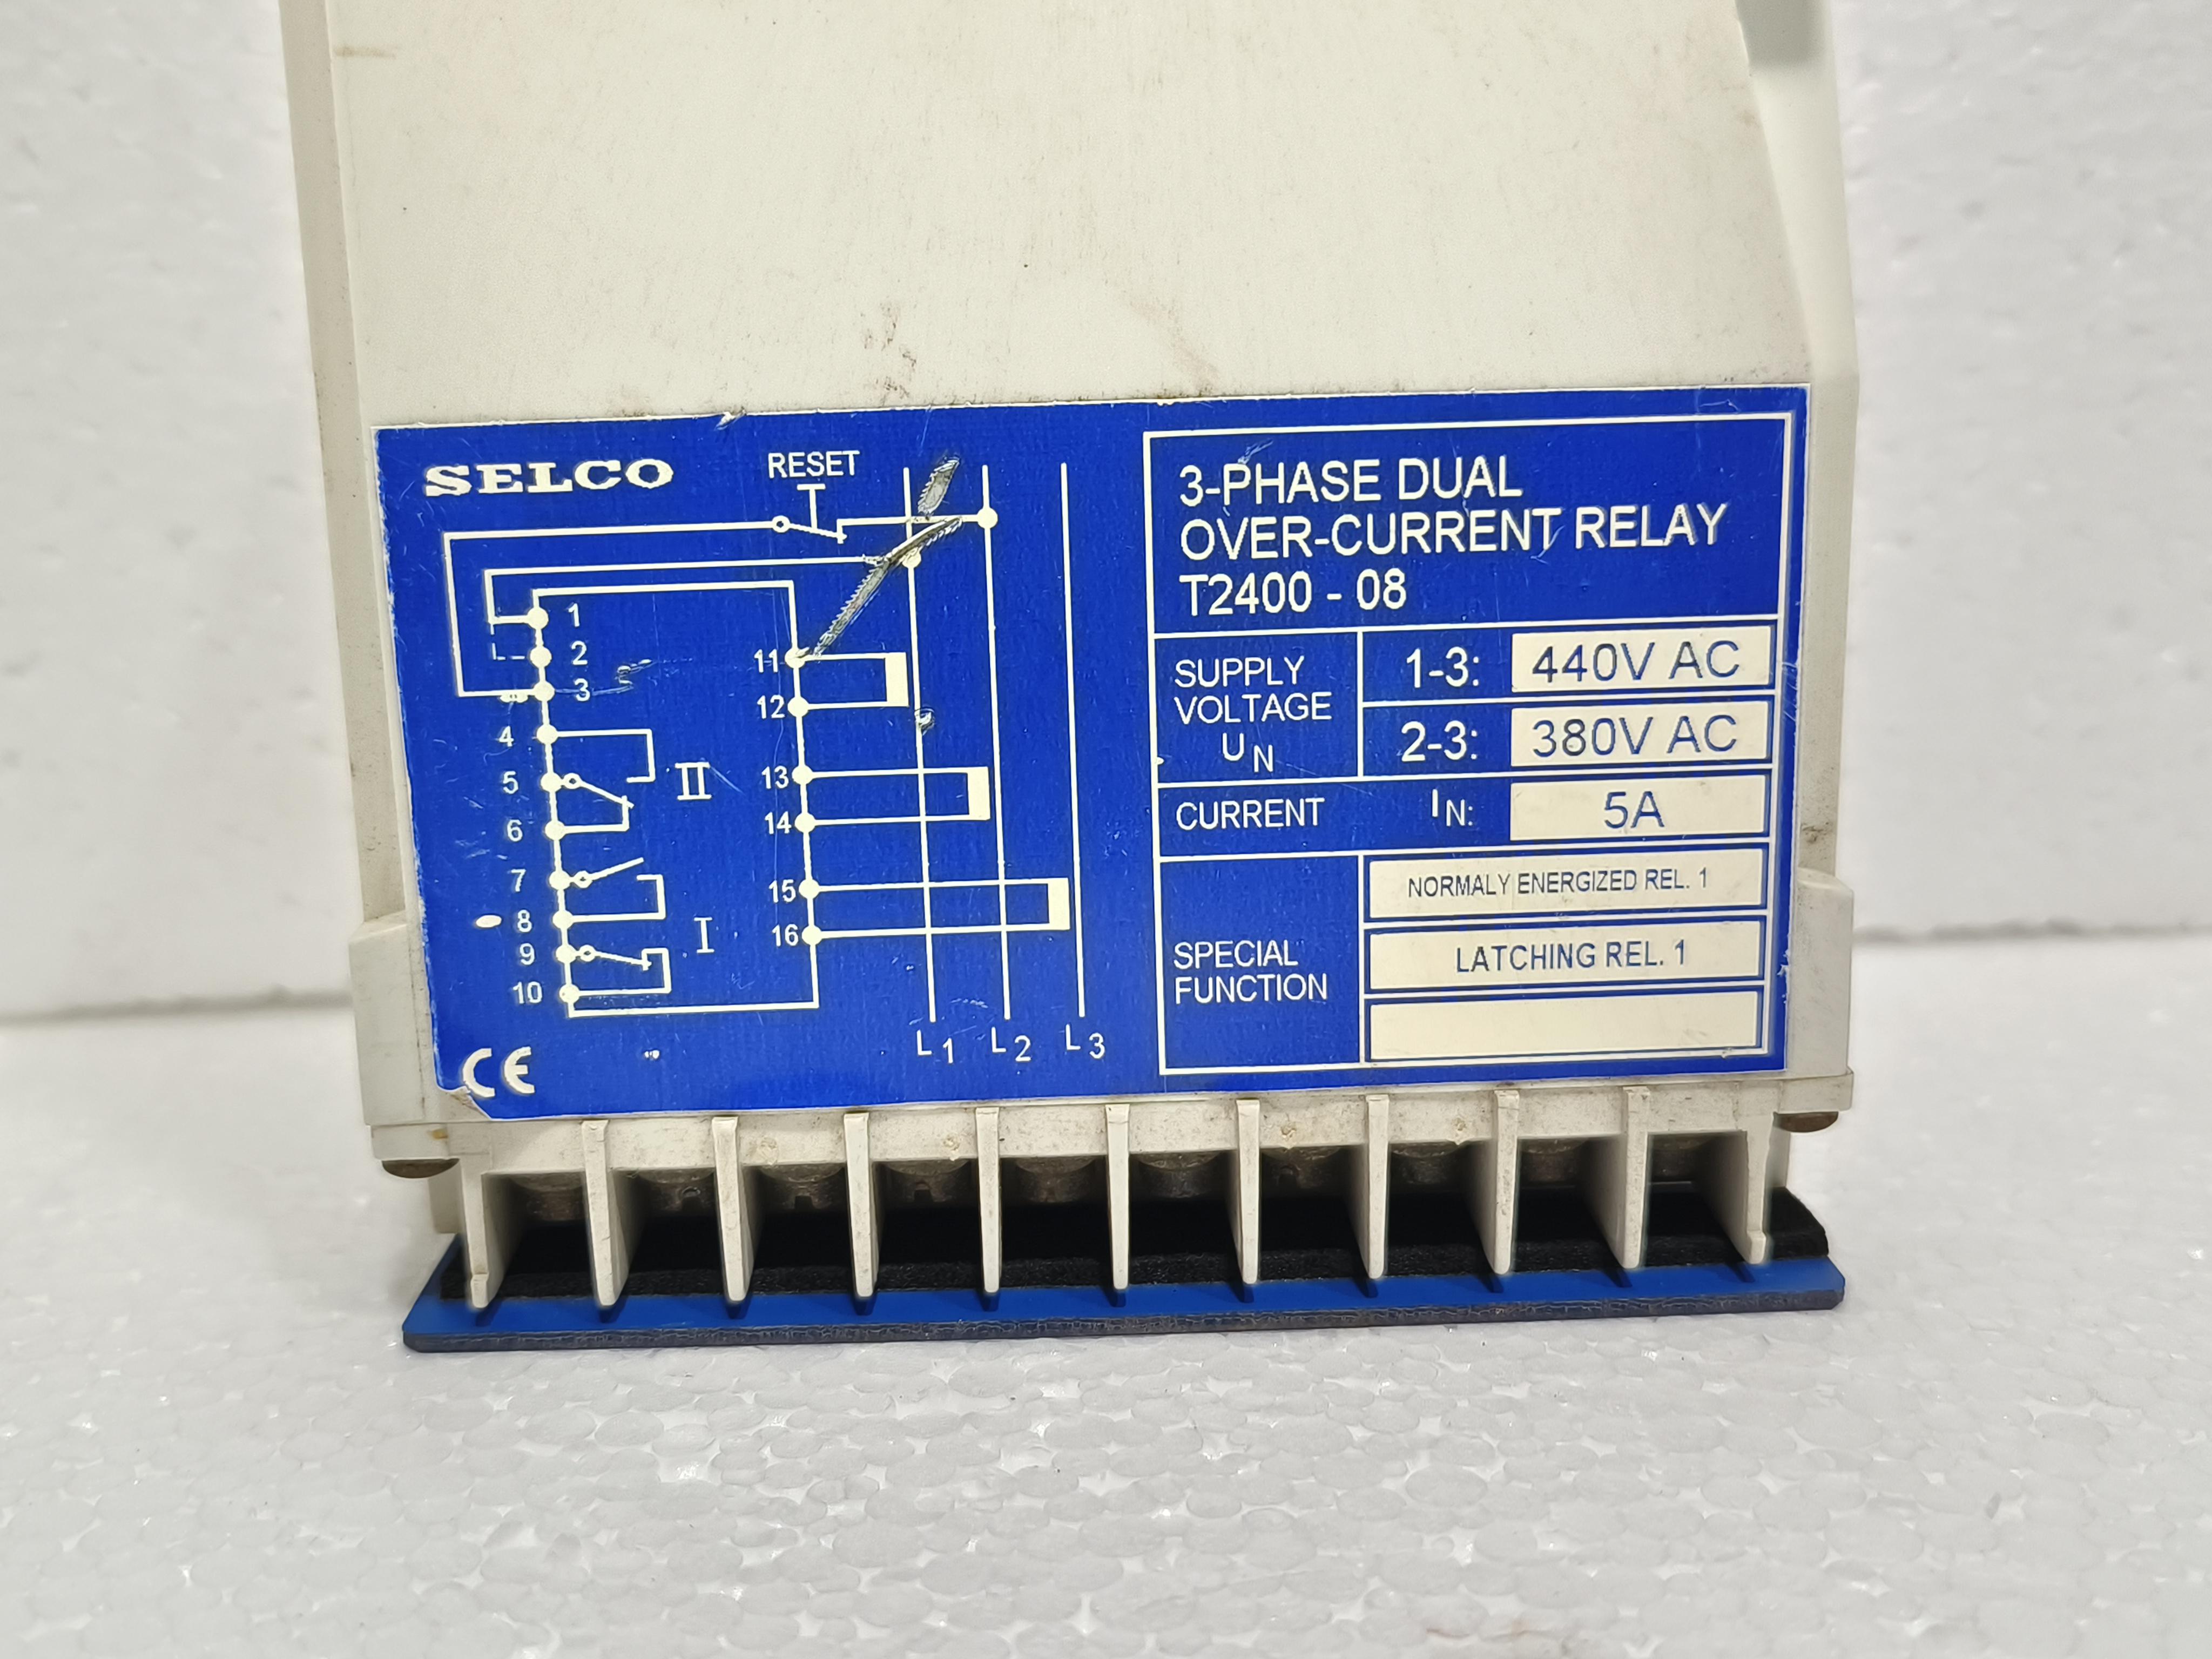 SELCO
RESET
1
2
3
4
5
6
7
8
9
10
II
I
11
12
13
14
15
16
L1 L2 L3
CE
3-PHASE DUAL
OVER-CURRENT RELAY
T2400 - 08
SUPPLY
VOLTAGE
UN
1-3: 440V AC
2-3: 380V AC
CURRENT IN: 5A
SPECIAL
FUNCTION
NORMALY ENERGIZED REL. 1
LATCHING REL. 1